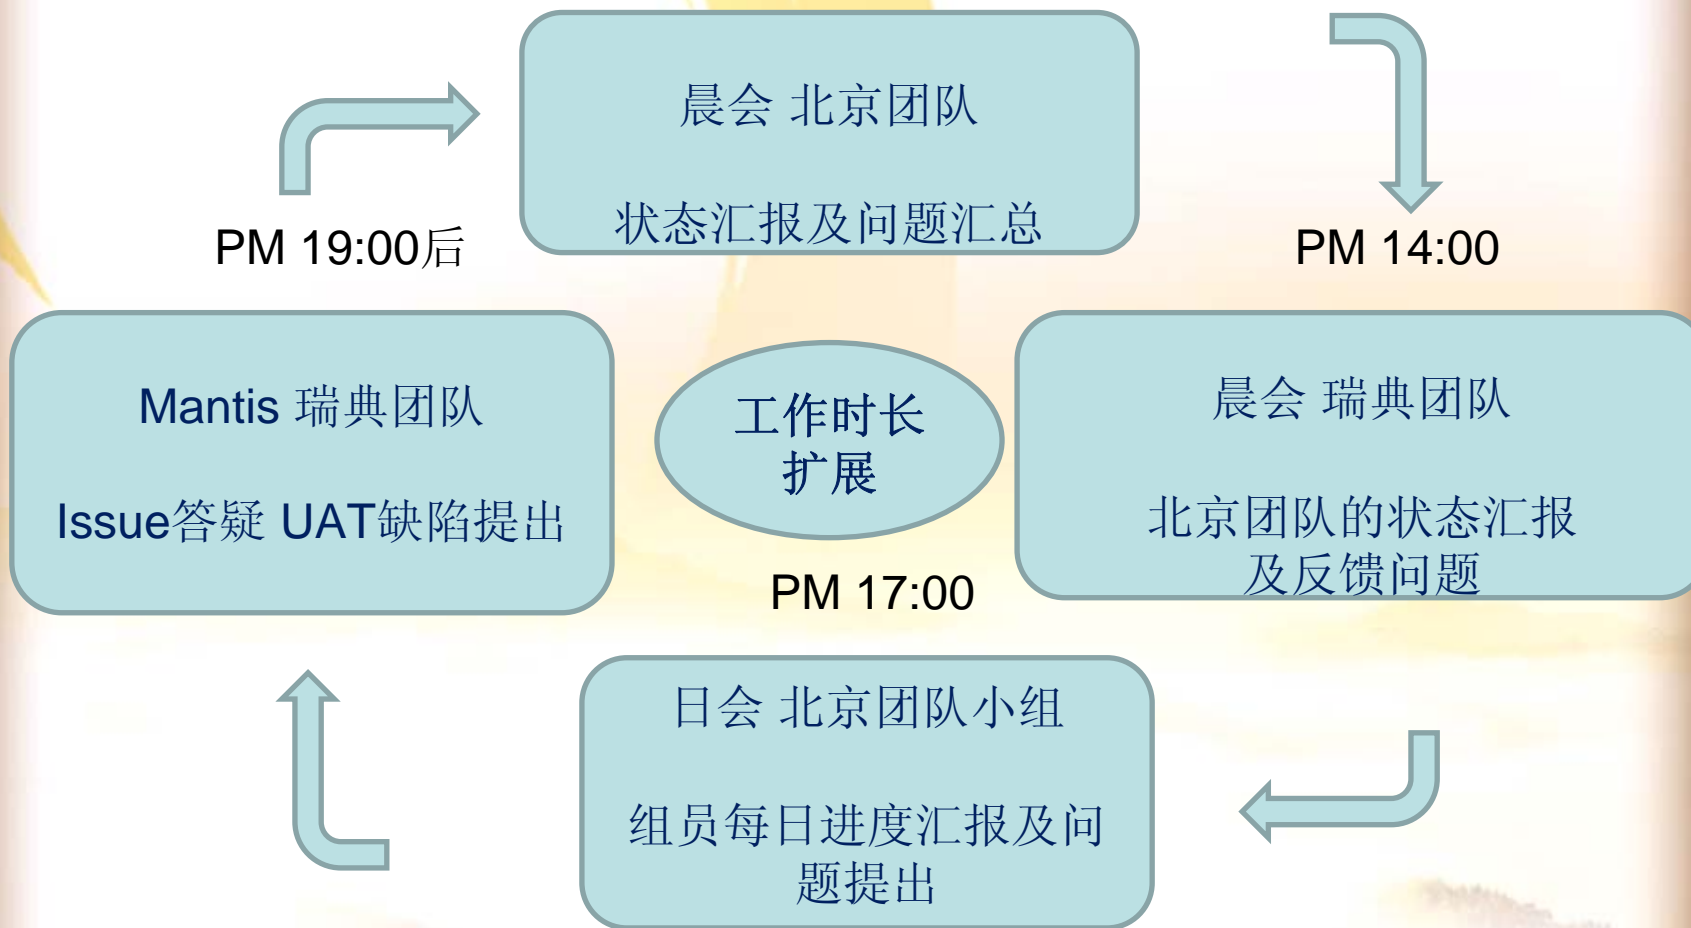 晨会 北京团队
状态汇报及问题汇总
PM 19:00后
PM 14:00
Mantis 瑞典团队
Issue答疑 UAT缺陷提出
工作时长
扩展
晨会 瑞典团队
北京团队的状态汇报
及反馈问题
PM 17:00
日会 北京团队小组
组员每日进度汇报及问
题提出